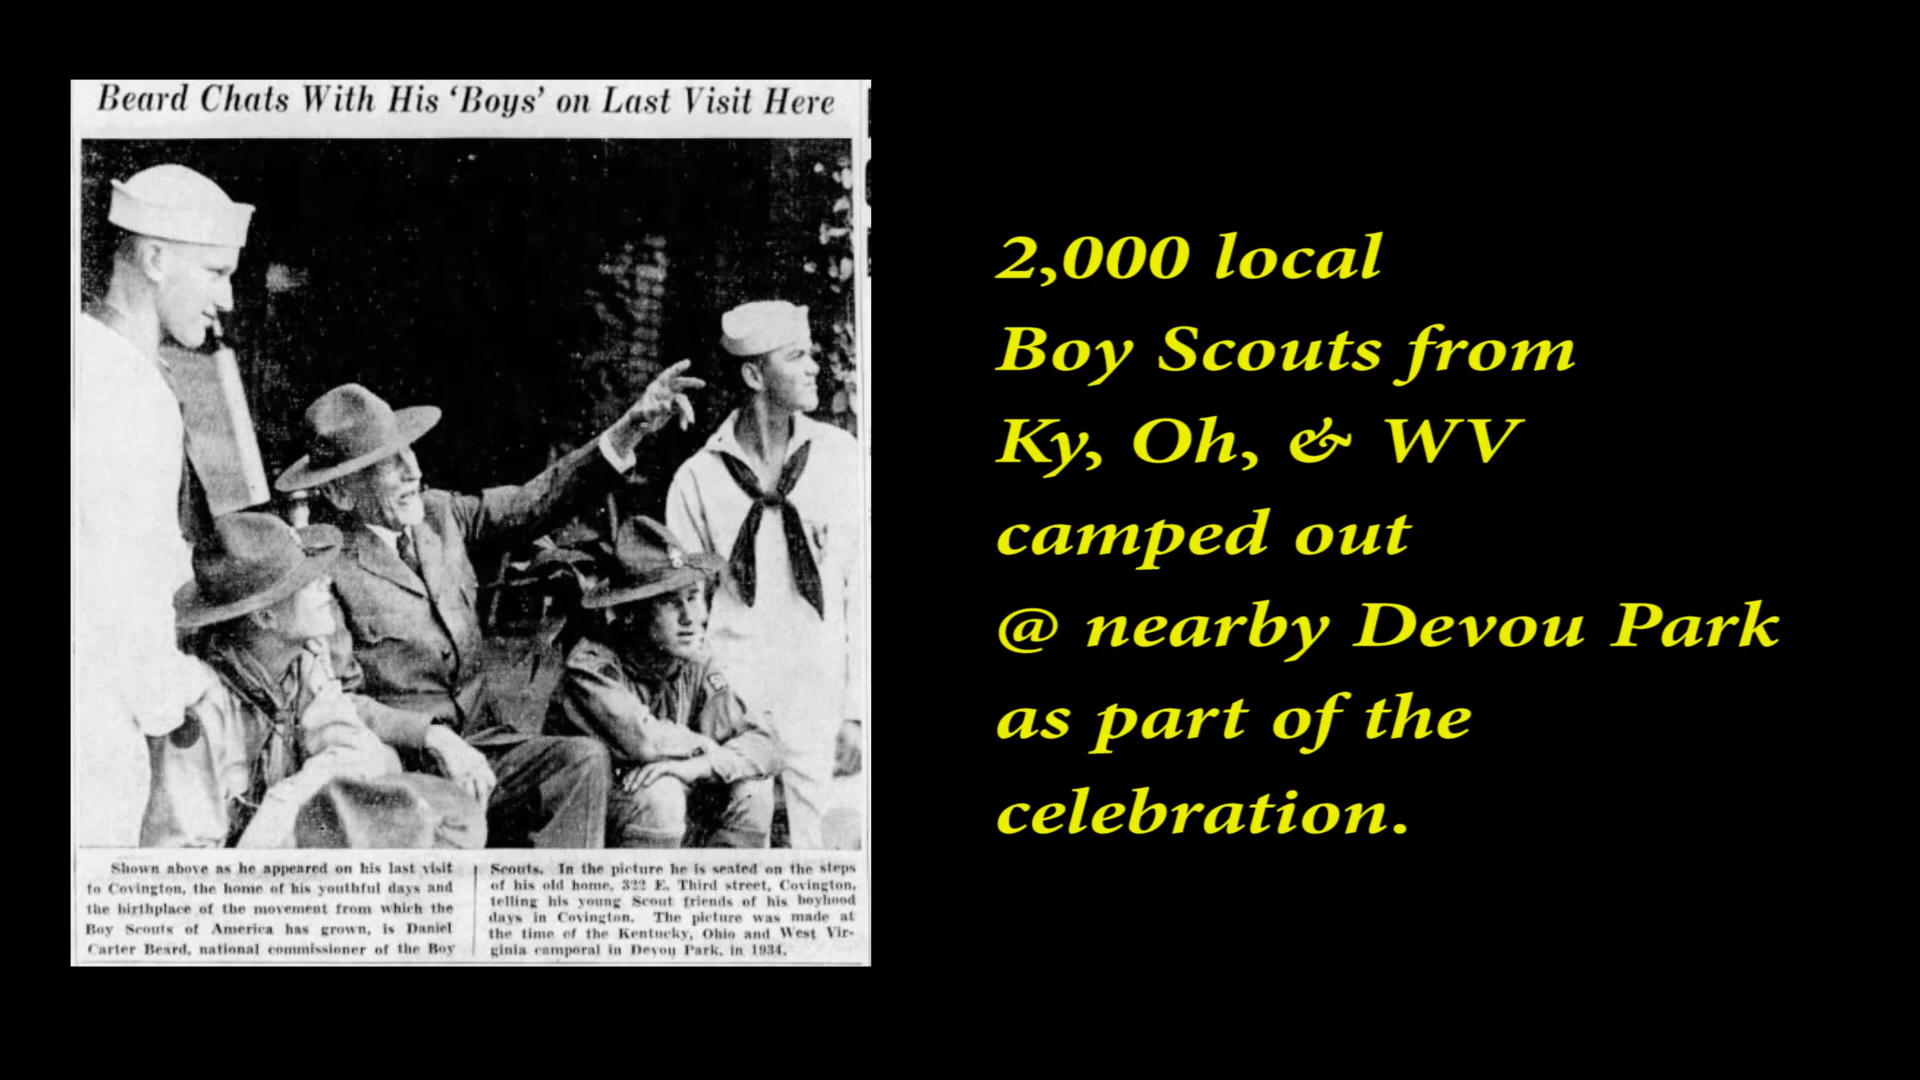 Beard Chats With His ‘Boys’ on Last Visit Here
Shown above as he appeared on his last visit
to Covington, the home of his youthful days and
the birthplace of the movement from which the
Boy Scouts of America has grown, is Daniel
Carter Beard, national commissioner of the Boy
Scouts. In the picture he is seated on the steps
of his old home, 322 E. Third street, Covington,
telling his young Scout friends of his boyhood
days in Covington. The picture was made at
the time of the Kentucky, Ohio and West Vir-
ginia camporal in Devou Park, in 1934.
2,000 local
Boy Scouts from
Ky, Oh, & WV
camped out
@ nearby Devou Park
as part of the
celebration.